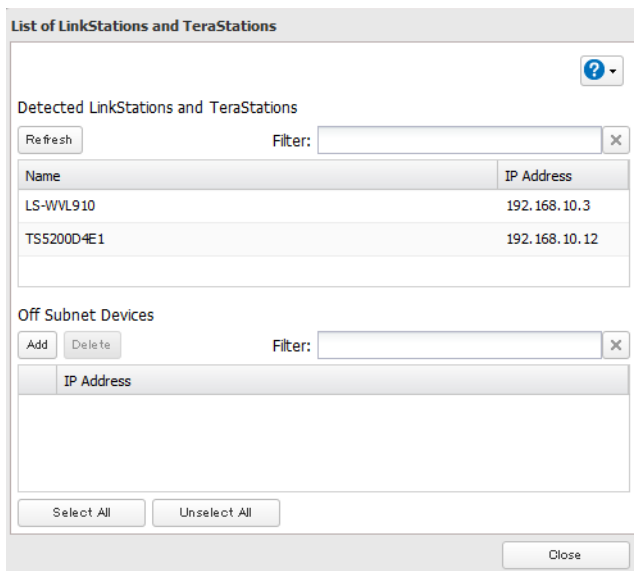 List of LinkStations and TeraStations
?
Detected LinkStations and TeraStations
Refresh Filter:
Name IP Address
LS-WVL910 192.168.10.3
TS5200D4E1 192.168.10.12
Off Subnet Devices
Add Delete Filter:
IP Address
Select All Unselect All
Close